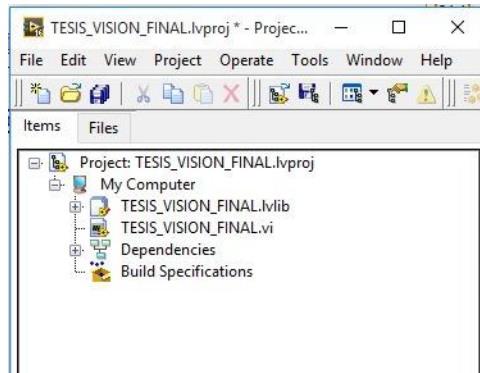 TESIS_VISION_FINAL.lvproj * - Projec...
File Edit View Project Operate Tools Window Help
Items Files
Project: TESIS_VISION_FINAL.lvproj
My Computer
TESIS_VISION_FINAL.lvlib
TESIS_VISION_FINAL.vi
Dependencies
Build Specifications